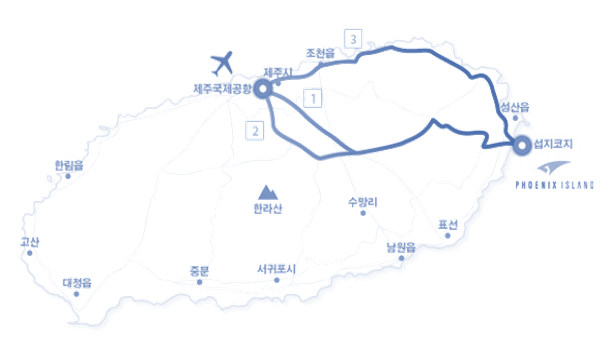 3
조천읍
제주시
제주국제공항
1
2
성산읍
섭지코지
PHOENIX ISLAND
한림읍
한라산
수망리
표선
고산
남원읍
대정읍
중문
서귀포시